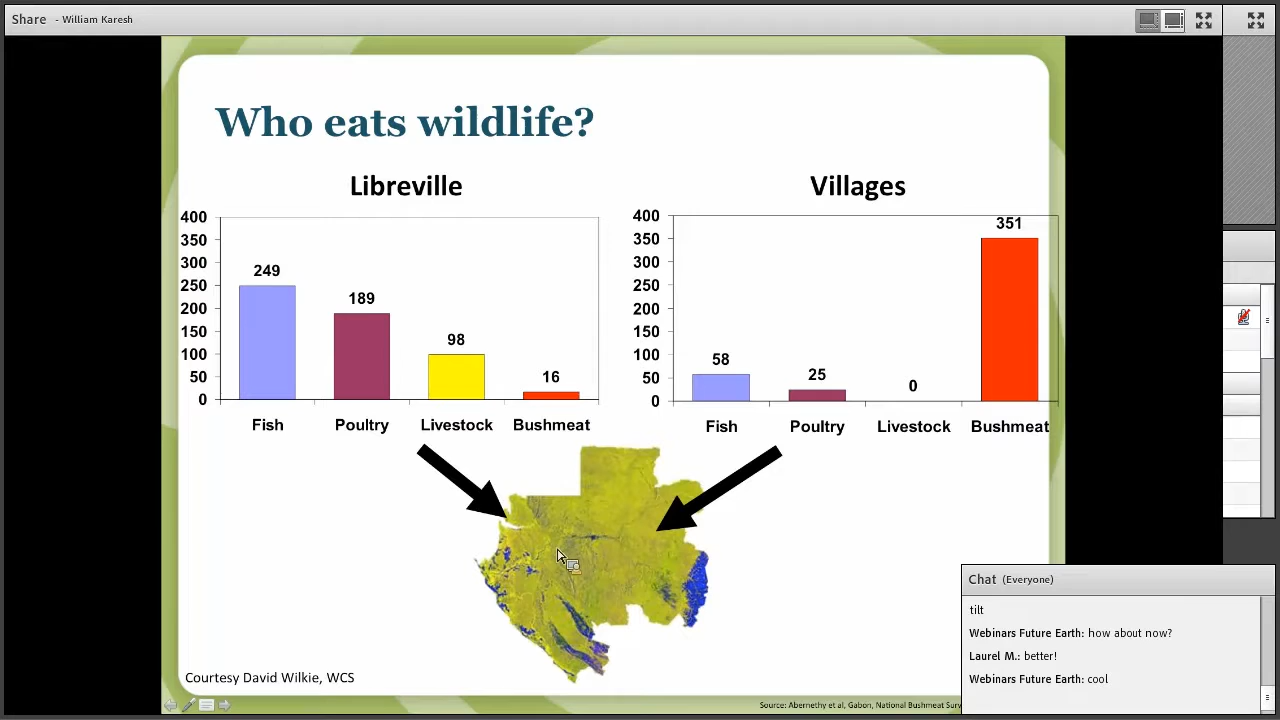 Share - William Karesh
Who eats wildlife?
Libreville
400
350
300
250
200
150
100
50
0
249
189
98
16
Fish Poultry Livestock Bushmeat
Villages
400
350
300
250
200
150
100
50
0
58
25
0
351
Fish Poultry Livestock Bushmeat
Courtesy David Wilkie, WCS
Source: Abernethy et al, Gabon, National Bushmeat Surv
Chat (Everyone)
tilt
Webinars Future Earth: how about now?
Laurel M.: better!
Webinars Future Earth: cool